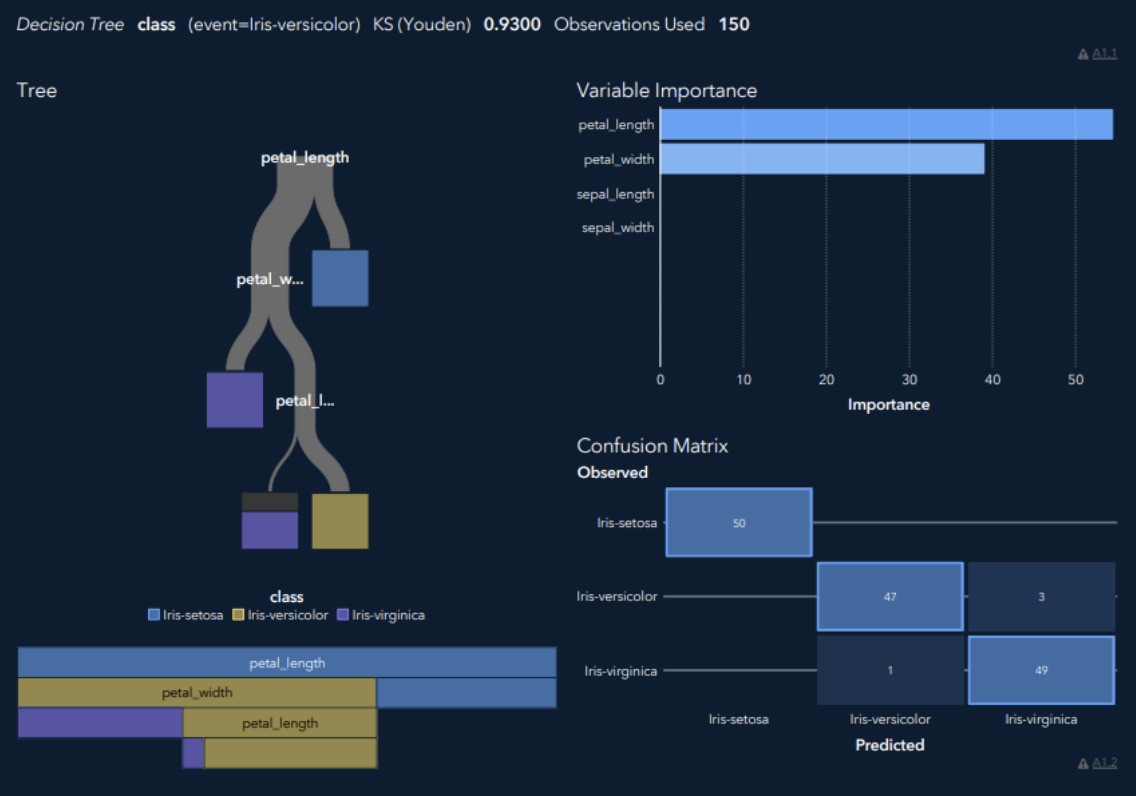 Decision Tree class (event=Iris-versicolor) KS (Youden) 0.9300 Observations Used 150
A1.1
Tree
petal_length
petal_w...
petal_l...
class
Iris-setosa Iris-versicolor Iris-virginica
petal_length
petal_width
petal_length
Variable Importance
petal_length
petal_width
sepal_length
sepal_width
0 10 20 30 40 50
Importance
Confusion Matrix
Observed
Iris-setosa 50
Iris-versicolor 47 3
Iris-virginica 1 49
Iris-setosa Iris-versicolor Iris-virginica
Predicted
A1.2